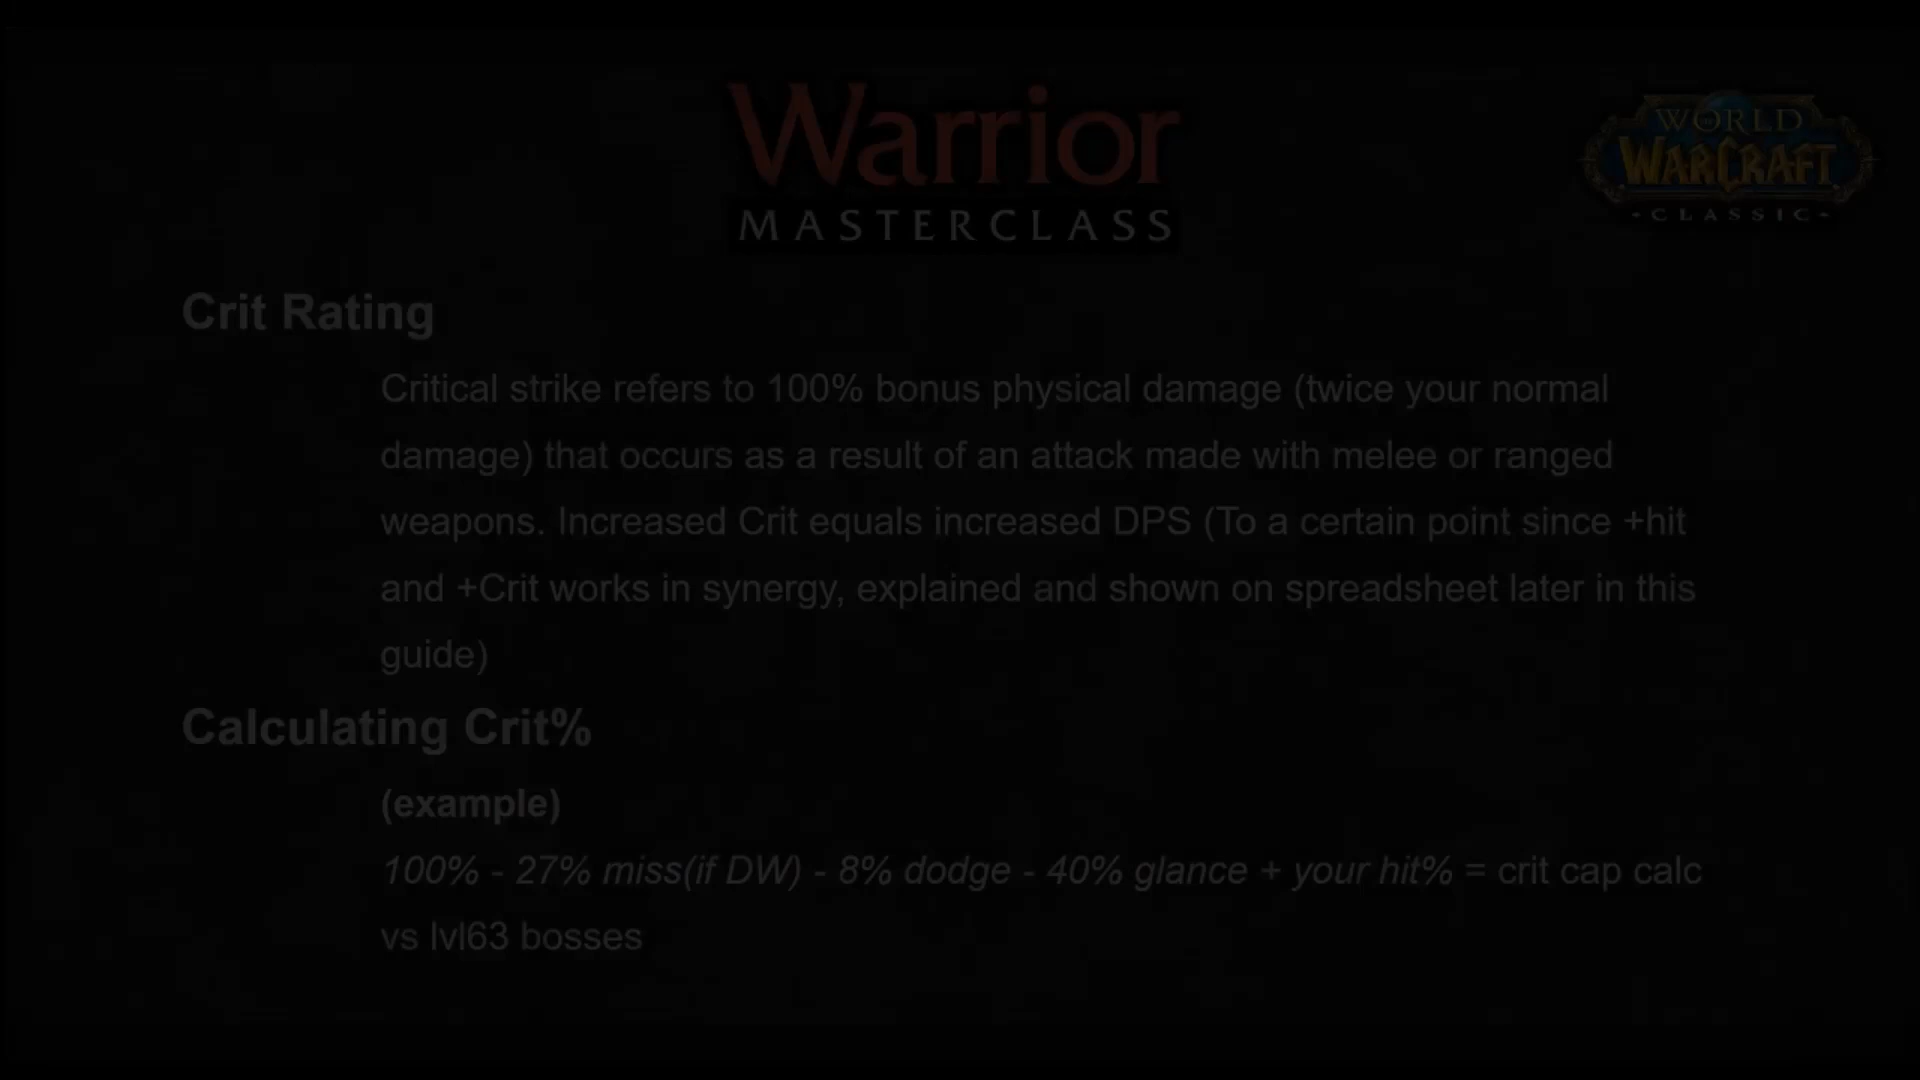 Warrior
MASTERCLASS
WORLD
WARCRAFT
CLASSIC
Crit Rating
Critical strike refers to 100% bonus physical damage (twice your normal
damage) that occurs as a result of an attack made with melee or ranged
weapons. Increased Crit equals increased DPS (To a certain point since +hit
and +Crit works in synergy, explained and shown on spreadsheet later in this
guide)
Calculating Crit%
(example)
100% - 27% miss(if DW) - 8% dodge - 40% glance + your hit% = crit cap calc
vs lvl63 bosses